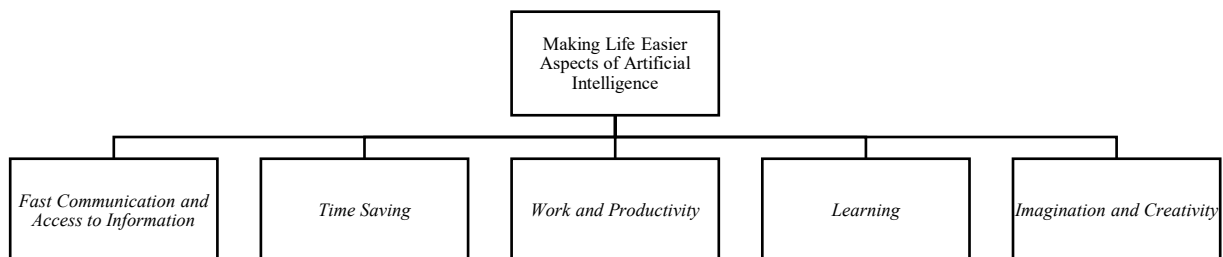 Making Life Easier
Aspects of Artificial
Intelligence
Fast Communication and
Access to Information
Time Saving
Work and Productivity
Learning
Imagination and Creativity